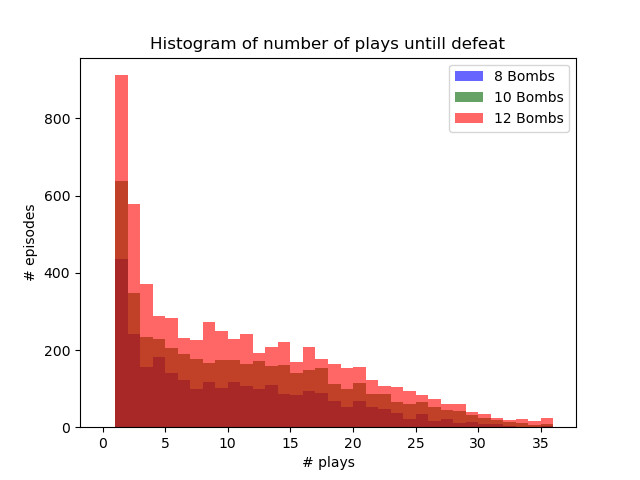 Histogram of number of plays untill defeat
8 Bombs
10 Bombs
12 Bombs
# episodes
800
600
400
200
0
0 5 10 15 20 25 30 35
# plays